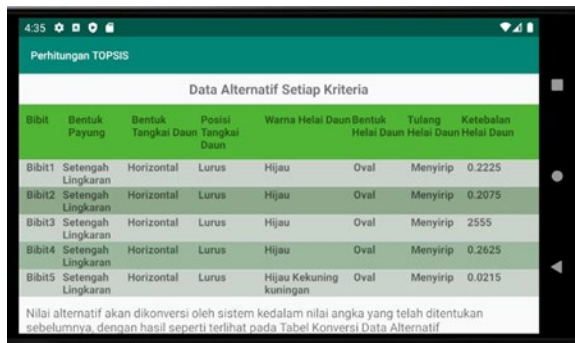 4:35
Perhitungan TOPSIS
Data Alternatif Setiap Kriteria
Bibit Bentuk Payung Bentuk Tangkai Daun Posisi Tangkai Daun Warna Helai Daun Bentuk Helai Daun Tulang Helai Daun Ketebalan Helai Daun
Bibit1 Setengah Lingkaran Horizontal Lurus Hijau Oval Menyirip 0.2225
Bibit2 Setengah Lingkaran Horizontal Lurus Hijau Oval Menyirip 0.2075
Bibit3 Setengah Lingkaran Horizontal Lurus Hijau Oval Menyirip 2555
Bibit4 Setengah Lingkaran Horizontal Lurus Hijau Oval Menyirip 0.2625
Bibit5 Setengah Lingkaran Horizontal Lurus Hijau Kekuning kuningan Oval Menyirip 0.0215
Nilai alternatif akan dikonversi oleh sistem kedalam nilai angka yang telah ditentukan
sebelumnya, dengan hasil seperti terlihat pada Tabel Konversi Data Alternatif